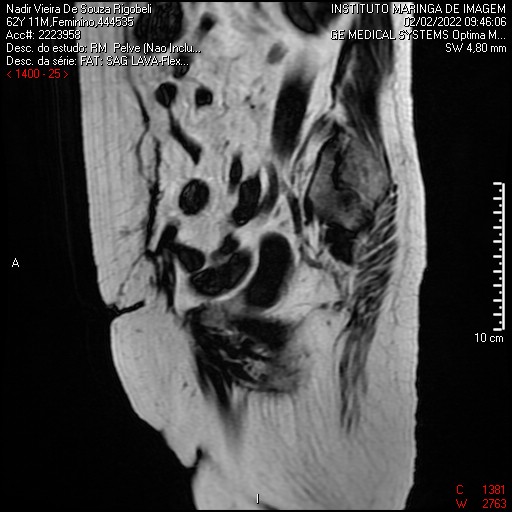 Nadir Vieira De Souza Rigobeli
62Y 11M,Feminino,444535
Acc#: 2223953
Desc. do estudo: RM  Pelve (Nao Inclu...
Desc. da série: FAT: SAG LAVA-Flex...
< 1400 - 25 >
INSTITUTO MARINGA DE IMAGEM
02/02/2022 09:46:06
GE MEDICAL SYSTEMS Optima M...
SW 4,80 mm
A
10 cm
I
C 1381
W 2763